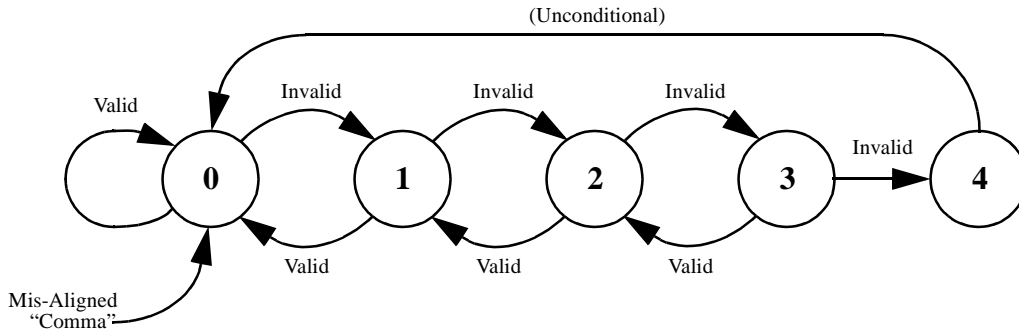 (Unconditional)
Valid
Invalid
Invalid
Invalid
Invalid
0
1
2
3
4
Valid
Valid
Valid
Mis-Aligned
“Comma”